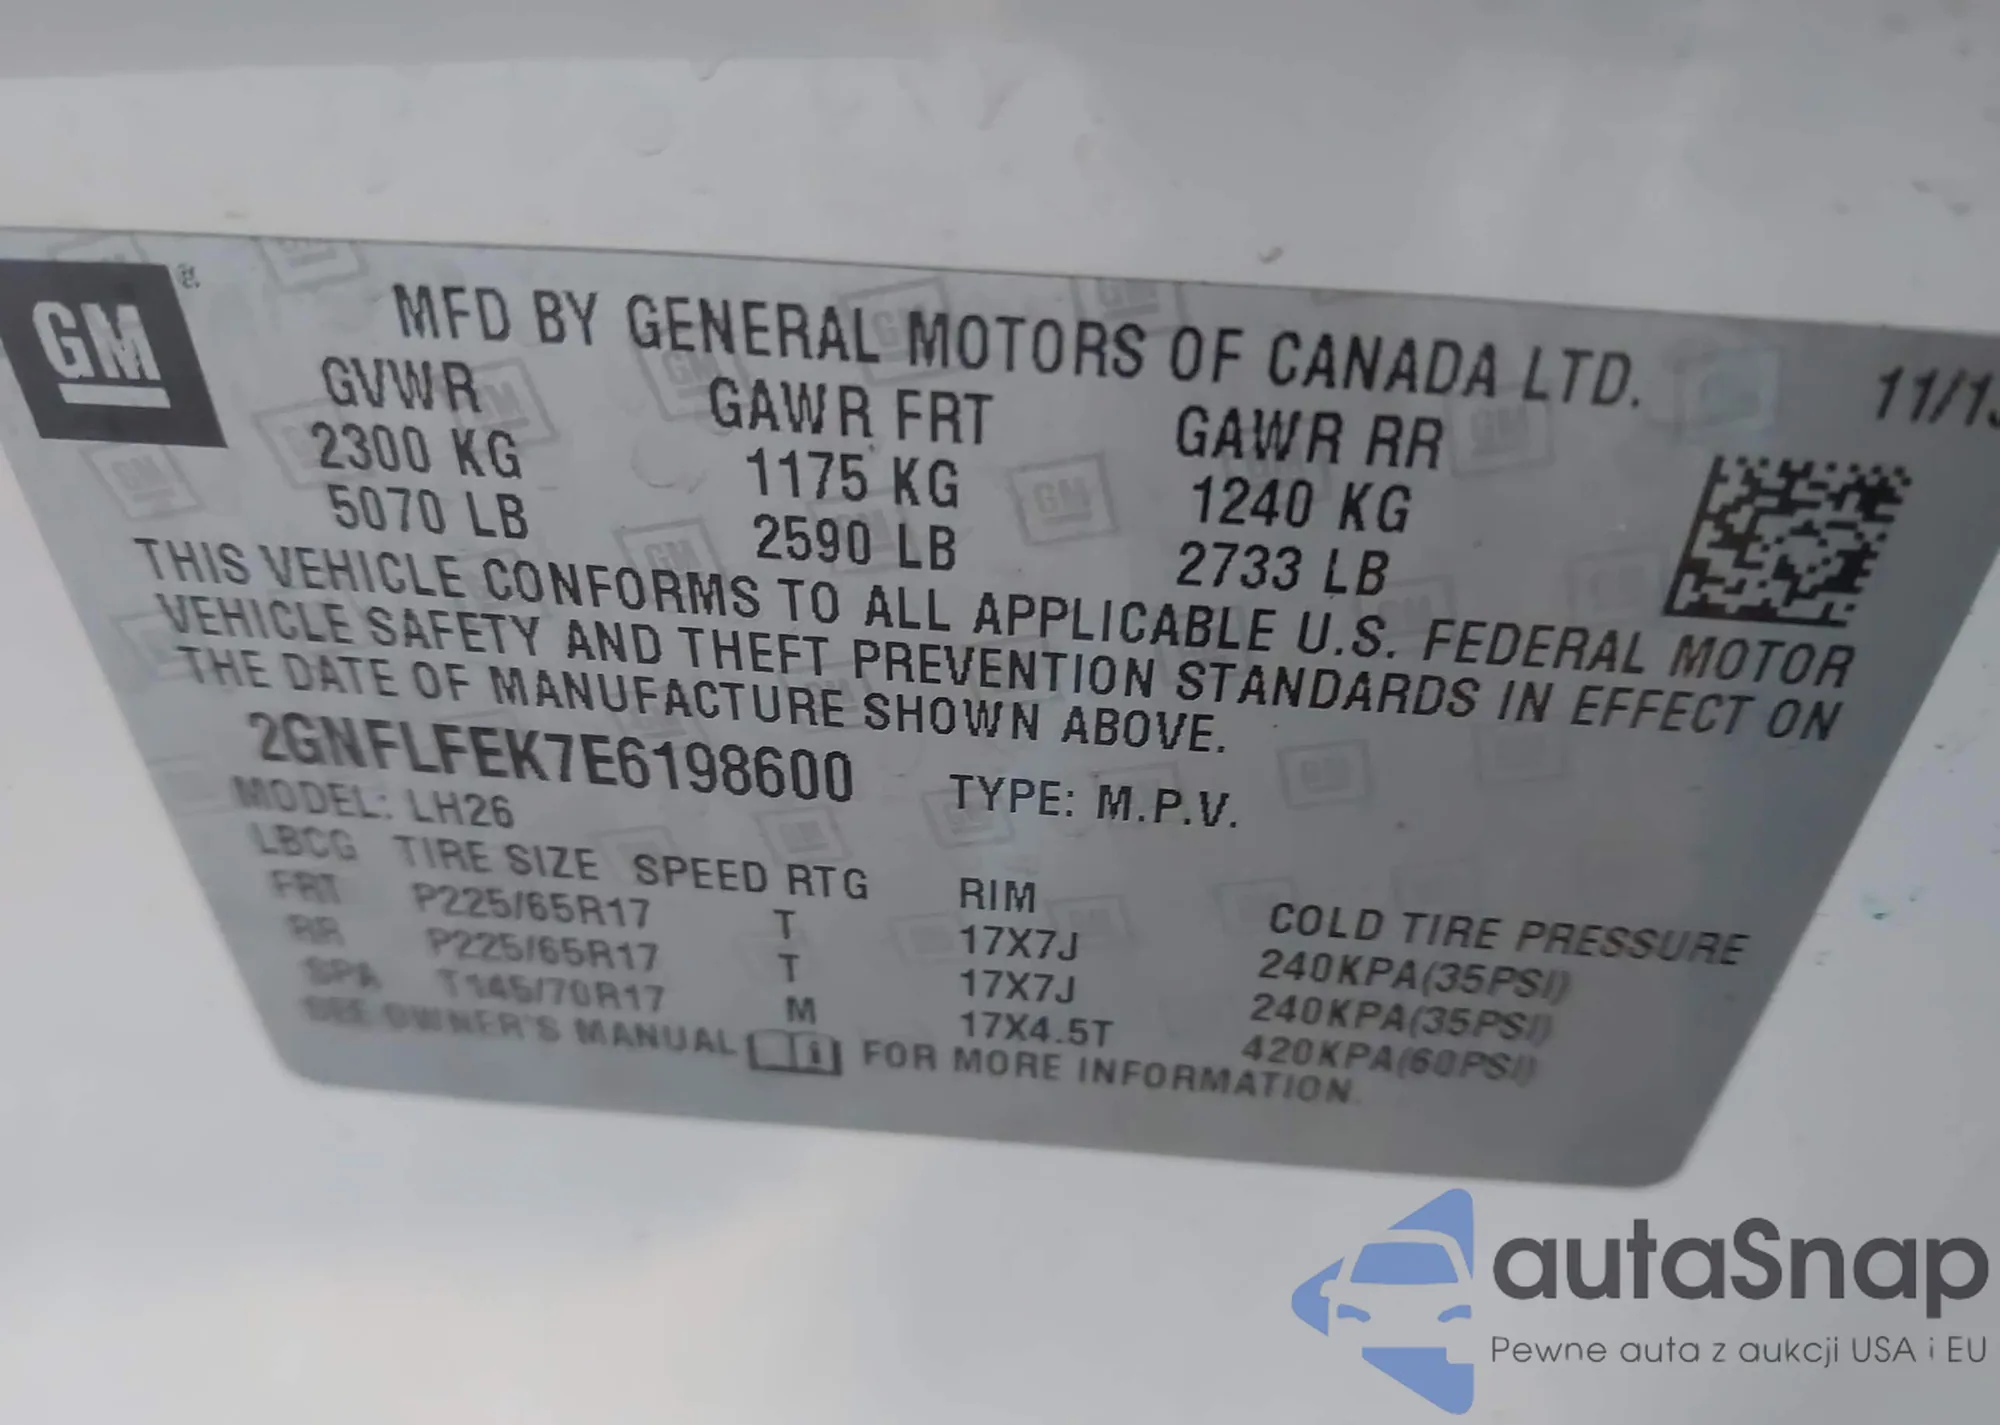 GM ®
MFD BY GENERAL MOTORS OF CANADA LTD. 11/13
GVWR GAWR FRT GAWR RR
2300 KG 1175 KG 1240 KG
5070 LB 2590 LB 2733 LB
THIS VEHICLE CONFORMS TO ALL APPLICABLE U.S. FEDERAL MOTOR
VEHICLE SAFETY AND THEFT PREVENTION STANDARDS IN EFFECT ON
THE DATE OF MANUFACTURE SHOWN ABOVE.
2GNFLFEK7E6198600 TYPE: M.P.V.
MODEL: LH26
LBCG TIRE SIZE SPEED RTG RIM COLD TIRE PRESSURE
FRT P225/65R17 T 17X7J 240KPA(35PSI)
RR P225/65R17 T 17X7J 240KPA(35PSI)
SPA T145/70R17 M 17X4.5T 420KPA(60PSI)
SEE OWNER'S MANUAL FOR MORE INFORMATION.
autaSnap
Pewne auta z aukcji USA i EU